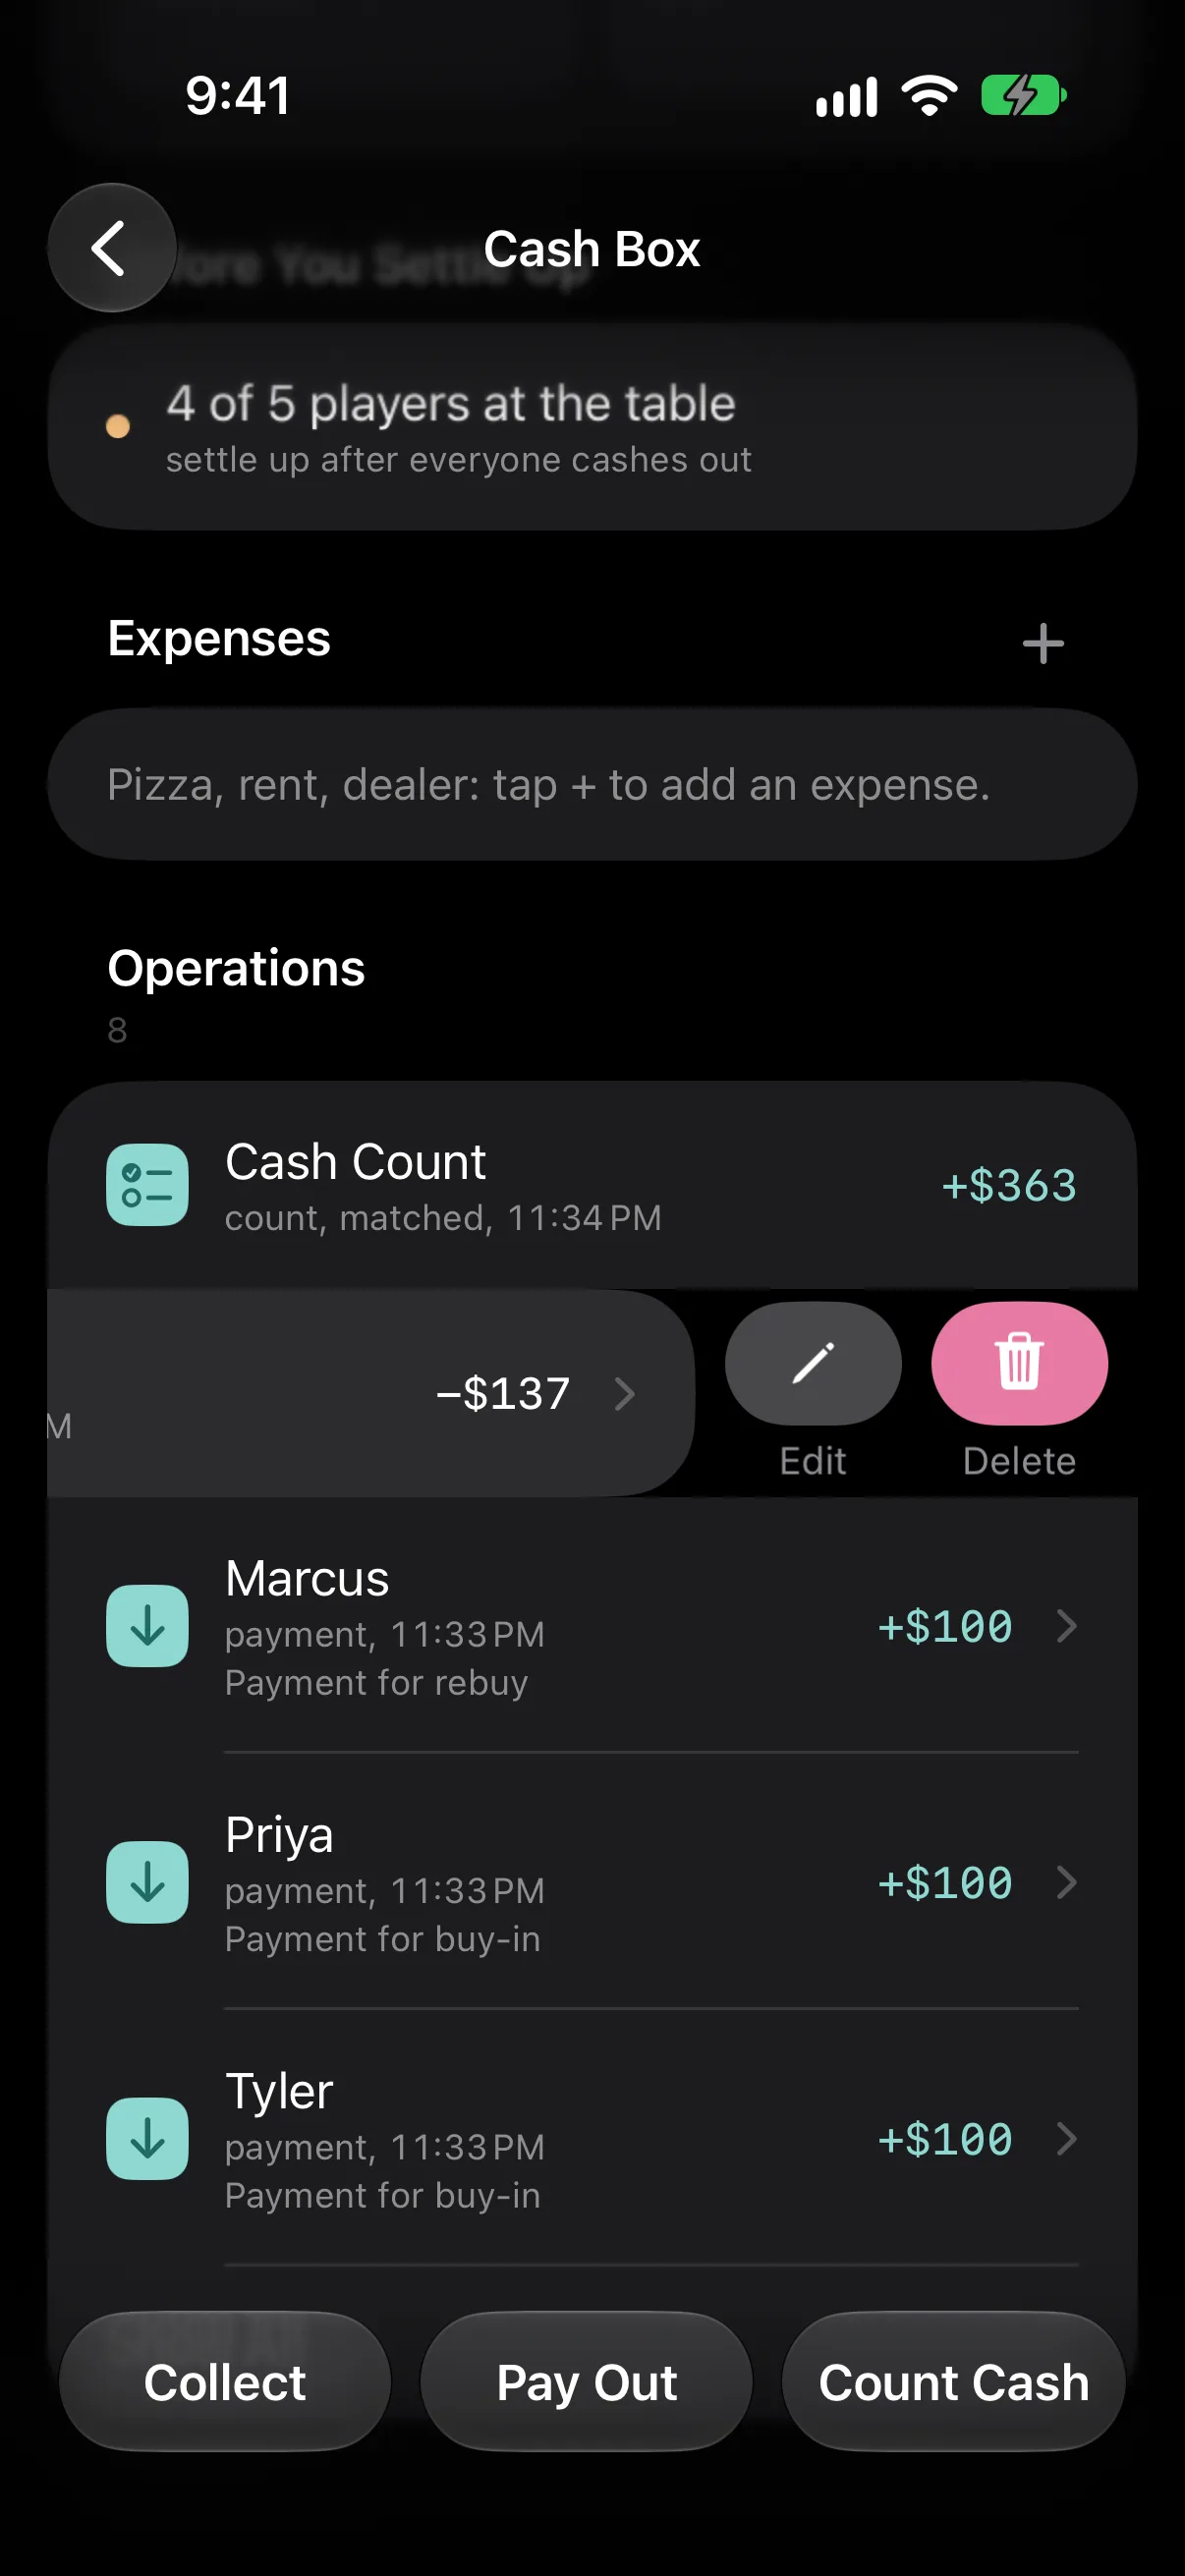 9:41
Cash Box
4 of 5 players at the table
settle up after everyone cashes out
Expenses
+
Pizza, rent, dealer: tap + to add an expense.
Operations
8
Cash Count
count, matched, 11:34 PM
+$363
M
–$137
Edit
Delete
Marcus
payment, 11:33 PM
Payment for rebuy
+$100
Priya
payment, 11:33 PM
Payment for buy-in
+$100
Tyler
payment, 11:33 PM
Payment for buy-in
+$100
Collect
Pay Out
Count Cash